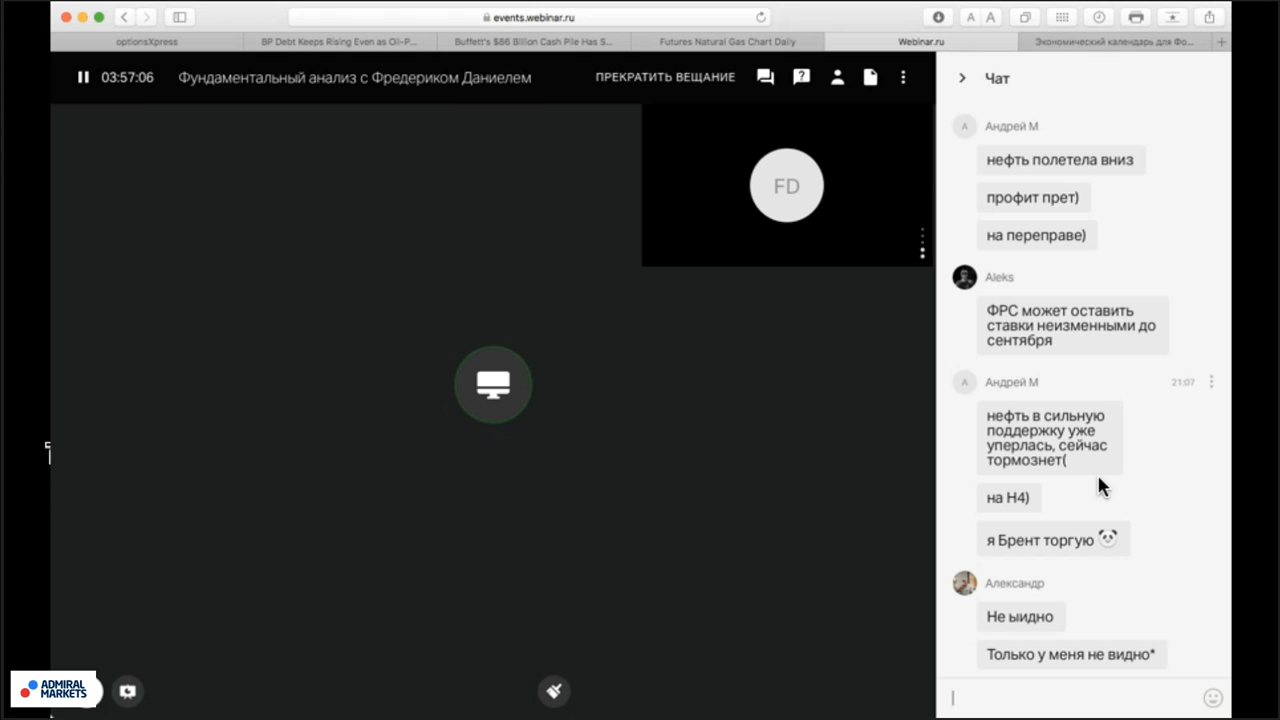 events.webinar.ru
A A
optionsXpress
BP Debt Keeps Rising Even as Oil-P...
Buffett's $86 Billion Cash Pile Has S...
Futures Natural Gas Chart Daily
Webinar.ru
Экономический календарь для Фо...
03:57:06
Фундаментальный анализ с Фредериком Даниелем
ПРЕКРАТИТЬ ВЕЩАНИЕ
FD
Чат
А
Андрей М
нефть полетела вниз
профит прет)
на переправе)
Aleks
ФРС может оставить
ставки неизменными до
сентября
А
Андрей М
21:07
нефть в сильную
поддержку уже
уперлась, сейчас
тормознет(
на Н4)
я Брент торгую
Александр
Не ыидно
Только у меня не видно*
ADMIRAL
MARKETS